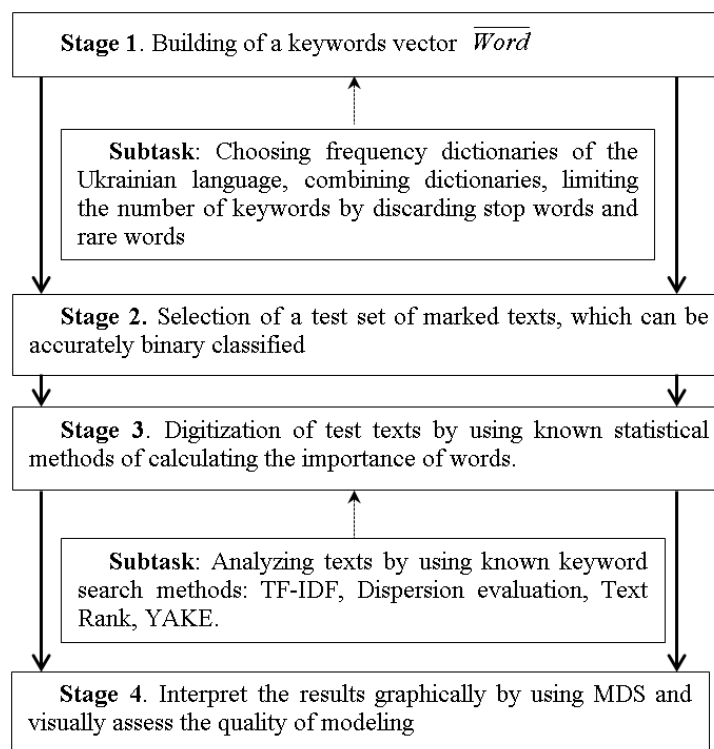 Stage 1. Building of a keywords vector Word
Subtask: Choosing frequency dictionaries of the
Ukrainian language, combining dictionaries, limiting
the number of keywords by discarding stop words and
rare words
Stage 2. Selection of a test set of marked texts, which can be
accurately binary classified
Stage 3. Digitization of test texts by using known statistical
methods of calculating the importance of words.
Subtask: Analyzing texts by using known keyword
search methods: TF-IDF, Dispersion evaluation, Text
Rank, YAKE.
Stage 4. Interpret the results graphically by using MDS and
visually assess the quality of modeling